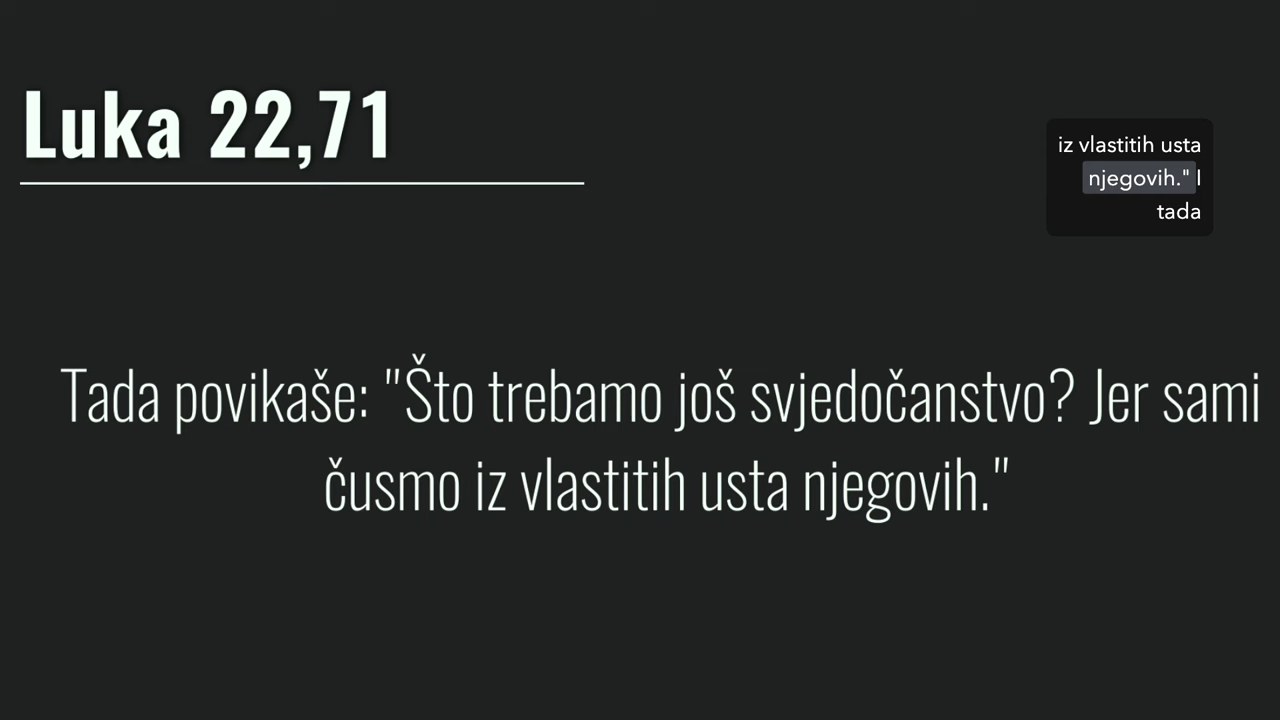 Luka 22,71
iz vlastitih usta
njegovih." I
tada
Tada povikaše: "Što trebamo još svjedočanstvo? Jer sami
čusmo iz vlastitih usta njegovih."